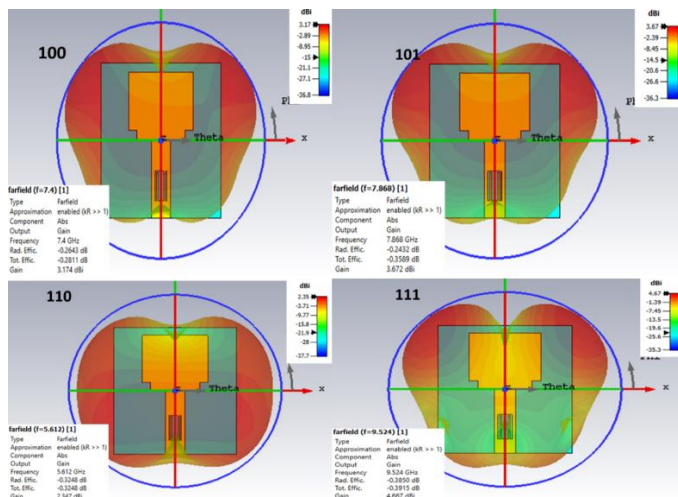 100
dBi
3.17
-2.89
-8.95
-15
-21.1
-27.1
-36.8
Theta
x
farfield (f=7.4) [1]
Type Farfield
Approximation enabled (kR >> 1)
Component Abs
Output Gain
Frequency 7.4 GHz
Rad. Effic. -0.2643 dB
Tot. Effic. -0.2811 dB
Gain 3.174 dBi
101
dBi
3.67
-2.39
-8.45
-14.5
-20.6
-26.6
-36.3
Theta
x
farfield (f=7.868) [1]
Type Farfield
Approximation enabled (kR >> 1)
Component Abs
Output Gain
Frequency 7.868 GHz
Rad. Effic. -0.2432 dB
Tot. Effic. -0.3589 dB
Gain 3.672 dBi
110
dBi
-3.71
-9.77
-15.8
-21.9
-28
-37.7
Theta
x
farfield (f=5.612) [1]
Type Farfield
Approximation enabled (kR >> 1)
Component Abs
Output Gain
Frequency 5.612 GHz
Rad. Effic. -0.3248 dB
Tot. Effic. -0.3248 dB
Gain 2.347 dBi
111
dBi
4.67
-1.39
-7.45
-13.5
-19.6
-25.6
-35.3
Theta
x
farfield (f=9.524) [1]
Type Farfield
Approximation enabled (kR >> 1)
Component Abs
Output Gain
Frequency 9.524 GHz
Rad. Effic. -0.3850 dB
Tot. Effic. -0.3915 dB
Gain 4.667 dBi